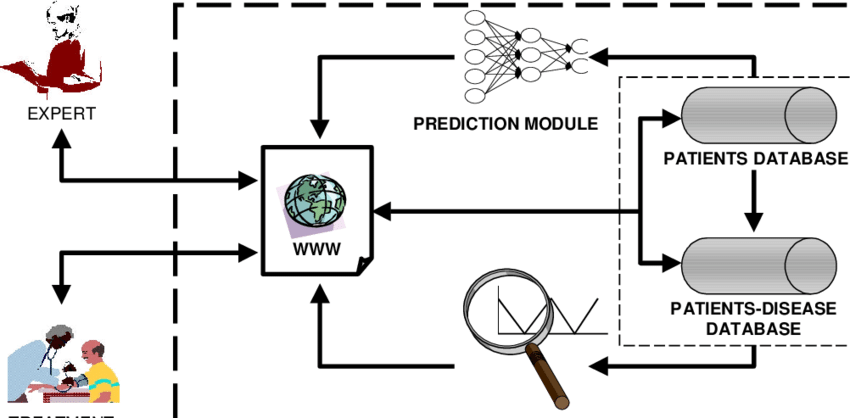 EXPERT
PREDICTION MODULE
PATIENTS DATABASE
WWW
PATIENTS-DISEASE
DATABASE